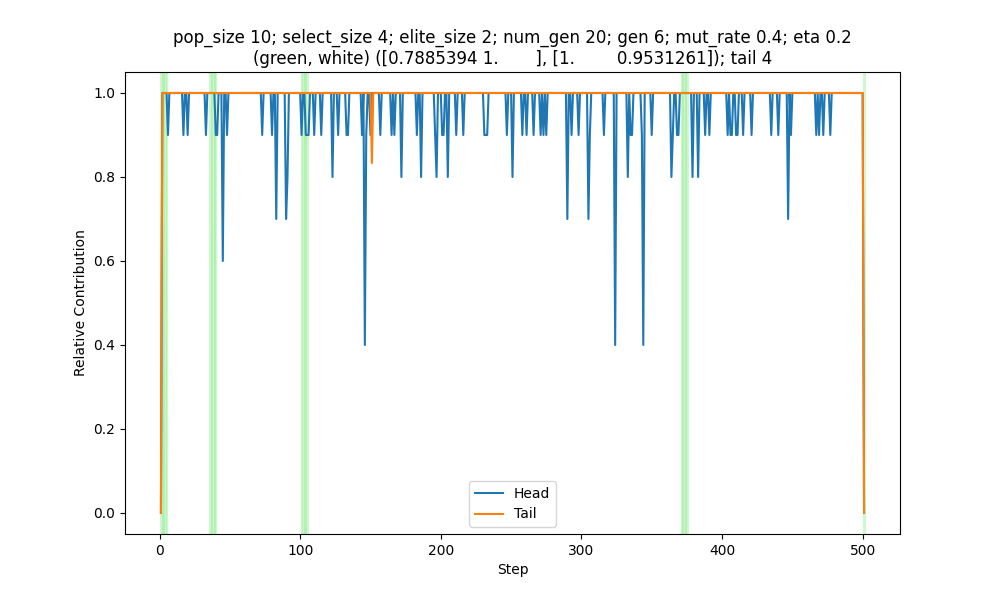 pop_size 10; select_size 4; elite_size 2; num_gen 20; gen 6; mut_rate 0.4; eta 0.2
(green, white) ([0.7885394 1.        ], [1.        0.9531261]); tail 4
1.0
0.8
0.6
0.4
0.2
0.0
Relative Contribution
Head
Tail
0 100 200 300 400 500
Step